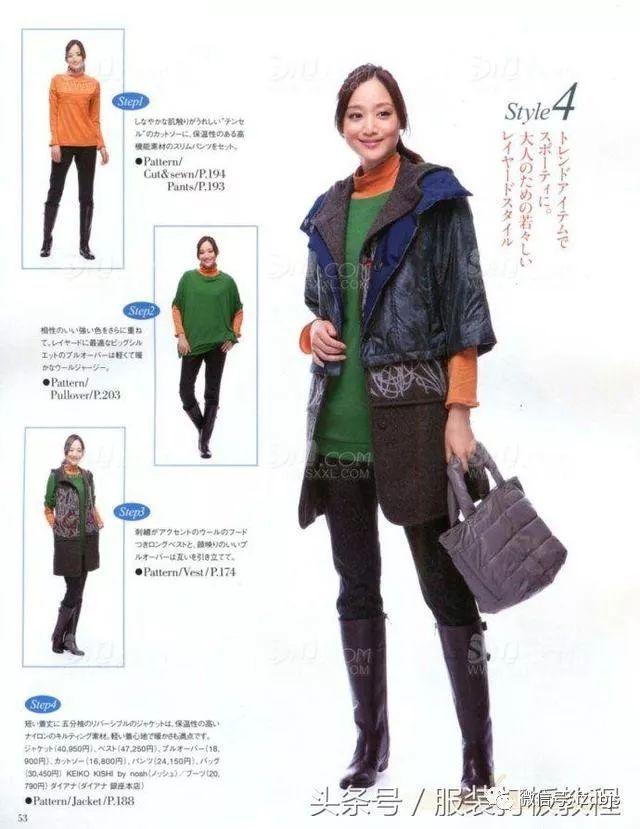 Style4
トレンドアイテムで
スポーティに。
大人のための若々しい
レイヤードスタイル
Step1
しなやかな肌触りがうれしい"テンセ
ル"のカットソーに、保温性のある高
機能素材のスリムパンツをセット。
●Pattern/
Cut&sewn/P.194
Pants/P.193
Step2
相性のいい強い色をさらに重ね
て。レイヤードに最適なビッグシル
エットのプルオーバーは軽くて暖
かなウールジャージー。
●Pattern/
Pullover/P.203
Step3
刺繍がアクセントのウールのフード
つきロングベストと、顔映りのいいプ
ルオーバーは互いを引き立てて。
●Pattern/Vest/P.174
Step4
短い着丈に五分袖のリバーシブルのジャケットは、保温性の高い
ナイロンのキルティング素材。軽い着心地で暖かさも満点です。
ジャケット(40,950円)、ベスト(47,250円)、プルオーバー(18,
900円)、カットソー(16,800円)、パンツ(24,150円)、バッグ
(30,450円) KEIKO KISHI by nosh(ノッシュ)/ブーツ(20,
790円) ダイアナ(ダイアナ 銀座本店)
●Pattern/Jacket/P.188
53
SXXL.COM
头条号/服装打板教程